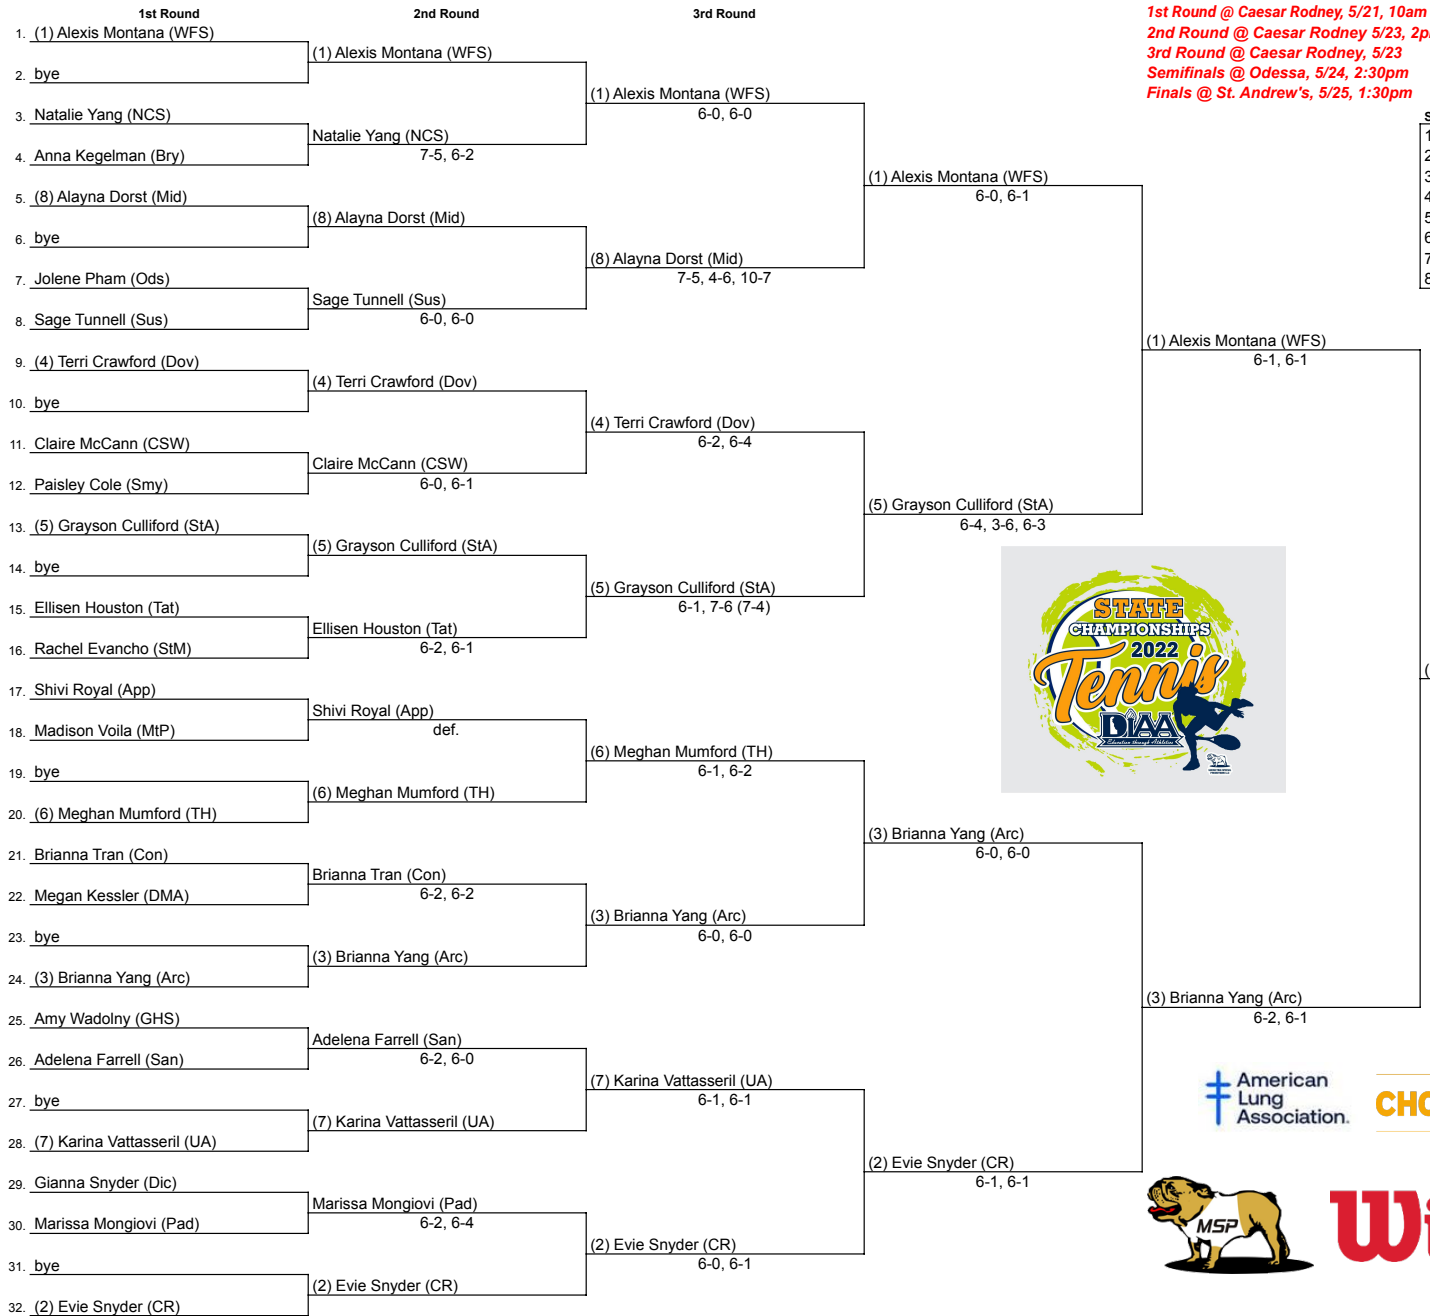 1st Round
2nd Round
3rd Round
1st Round @ Caesar Rodney, 5/21, 10am
2nd Round @ Caesar Rodney 5/23,
3rd Round @ Caesar Rodney, 5/23
Semifinals @ Odessa, 5/24, 2:30pm
Finals @ St. Andrew's, 5/25, 1:30pm
1
2
3
4
5
6
7
8
1. (1) Alexis Montana (WFS)
2. bye
3. Natalie Yang (NCS)
4. Anna Kegelman (Bry)
5. (8) Alayna Dorst (Mid)
6. bye
7. Jolene Pham (Ods)
8. Sage Tunnell (Sus)
9. (4) Terri Crawford (Dov)
10. bye
11. Claire McCann (CSW)
12. Paisley Cole (Smy)
13. (5) Grayson Culliford (StA)
14. bye
15. Ellisen Houston (Tat)
16. Rachel Evancho (StM)
17. Shivi Royal (App)
18. Madison Voila (MtP)
19. bye
20. (6) Meghan Mumford (TH)
21. Brianna Tran (Con)
22. Megan Kessler (DMA)
23. bye
24. (3) Brianna Yang (Arc)
25. Amy Wadolny (GHS)
26. Adelena Farrell (San)
27. bye
28. (7) Karina Vattasseril (UA)
29. Gianna Snyder (Dic)
30. Marissa Mongiovi (Pad)
31. bye
32. (2) Evie Snyder (CR)
(1) Alexis Montana (WFS)
Natalie Yang (NCS)
7-5, 6-2
(8) Alayna Dorst (Mid)
Sage Tunnell (Sus)
6-0, 6-0
(4) Terri Crawford (Dov)
Claire McCann (CSW)
6-0, 6-1
(5) Grayson Culliford (StA)
Ellisen Houston (Tat)
6-2, 6-1
Shivi Royal (App)
def.
(6) Meghan Mumford (TH)
Brianna Tran (Con)
6-2, 6-2
(3) Brianna Yang (Arc)
Adelena Farrell (San)
6-2, 6-0
(7) Karina Vattasseril (UA)
Marissa Mongiovi (Pad)
6-2, 6-4
(2) Evie Snyder (CR)
(1) Alexis Montana (WFS)
6-0, 6-0
(8) Alayna Dorst (Mid)
7-5, 4-6, 10-7
(4) Terri Crawford (Dov)
6-2, 6-4
(5) Grayson Culliford (StA)
6-1, 7-6 (7-4)
(6) Meghan Mumford (TH)
6-1, 6-2
(3) Brianna Yang (Arc)
6-0, 6-0
(7) Karina Vattasseril (UA)
6-1, 6-1
(2) Evie Snyder (CR)
6-0, 6-1
(1) Alexis Montana (WFS)
6-0, 6-1
(5) Grayson Culliford (StA)
6-4, 3-6, 6-3
(3) Brianna Yang (Arc)
6-0, 6-0
(2) Evie Snyder (CR)
6-1, 6-1
(1) Alexis Montana (WFS)
6-1, 6-1
(3) Brianna Yang (Arc)
6-2, 6-1
(
STATE
CHAMPIONSHIPS
2022
Tennis
DIAA
Education through Athletics
American
Lung
Association.
MSP